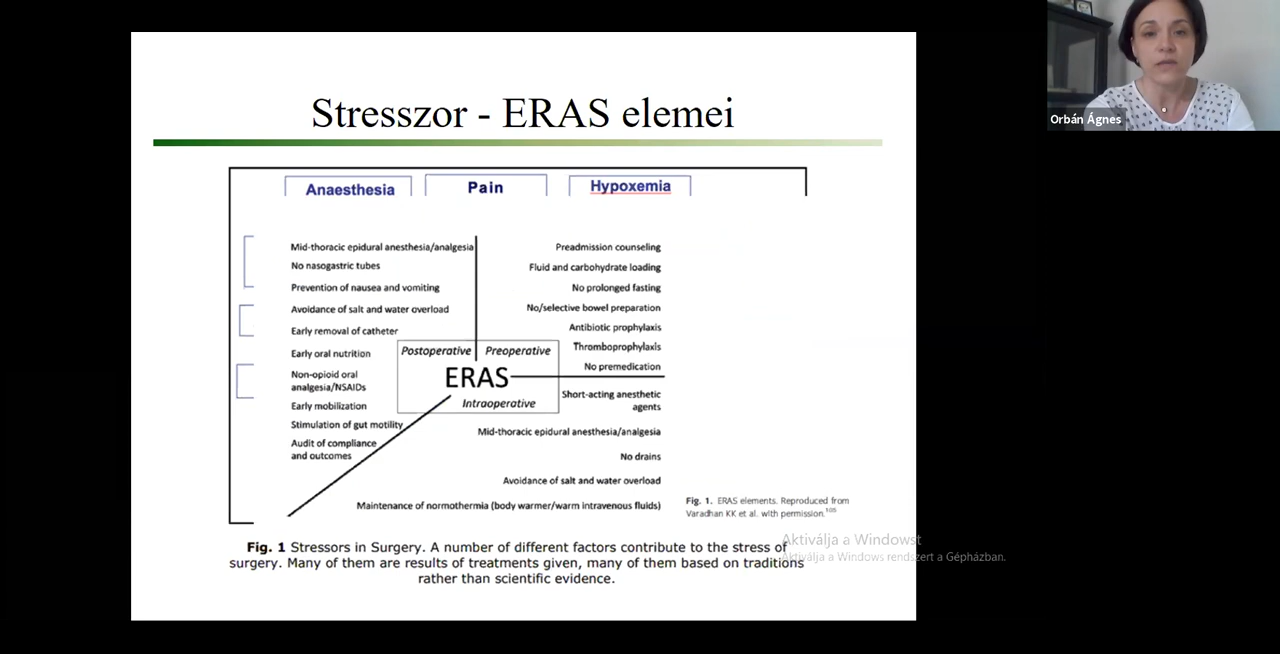 Orbán Ágnes
Stresszor - ERAS elemei
Anaesthesia
Pain
Hypoxemia
Mid-thoracic epidural anesthesia/analgesia
No nasogastric tubes
Prevention of nausea and vomiting
Avoidance of salt and water overload
Early removal of catheter
Early oral nutrition
Non-opioid oral
analgesia/NSAIDs
Early mobilization
Stimulation of gut motility
Audit of compliance
and outcomes
Preadmission counseling
Fluid and carbohydrate loading
No prolonged fasting
No/selective bowel preparation
Antibiotic prophylaxis
Thromboprophylaxis
No premedication
Postoperative
Preoperative
ERAS
Intraoperative
Short-acting anesthetic
agents
Mid-thoracic epidural anesthesia/analgesia
No drains
Avoidance of salt and water overload
Maintenance of normothermia (body warmer/warm intravenous fluids)
Fig. 1. ERAS elements. Reproduced from
Varadhan KK et al. with permission.105
Fig. 1 Stressors in Surgery. A number of different factors contribute to the stress of
surgery. Many of them are results of treatments given, many of them based on traditions
rather than scientific evidence.
Aktiválja a Windowst
Aktiválja a Windows rendszert a Gépházban.